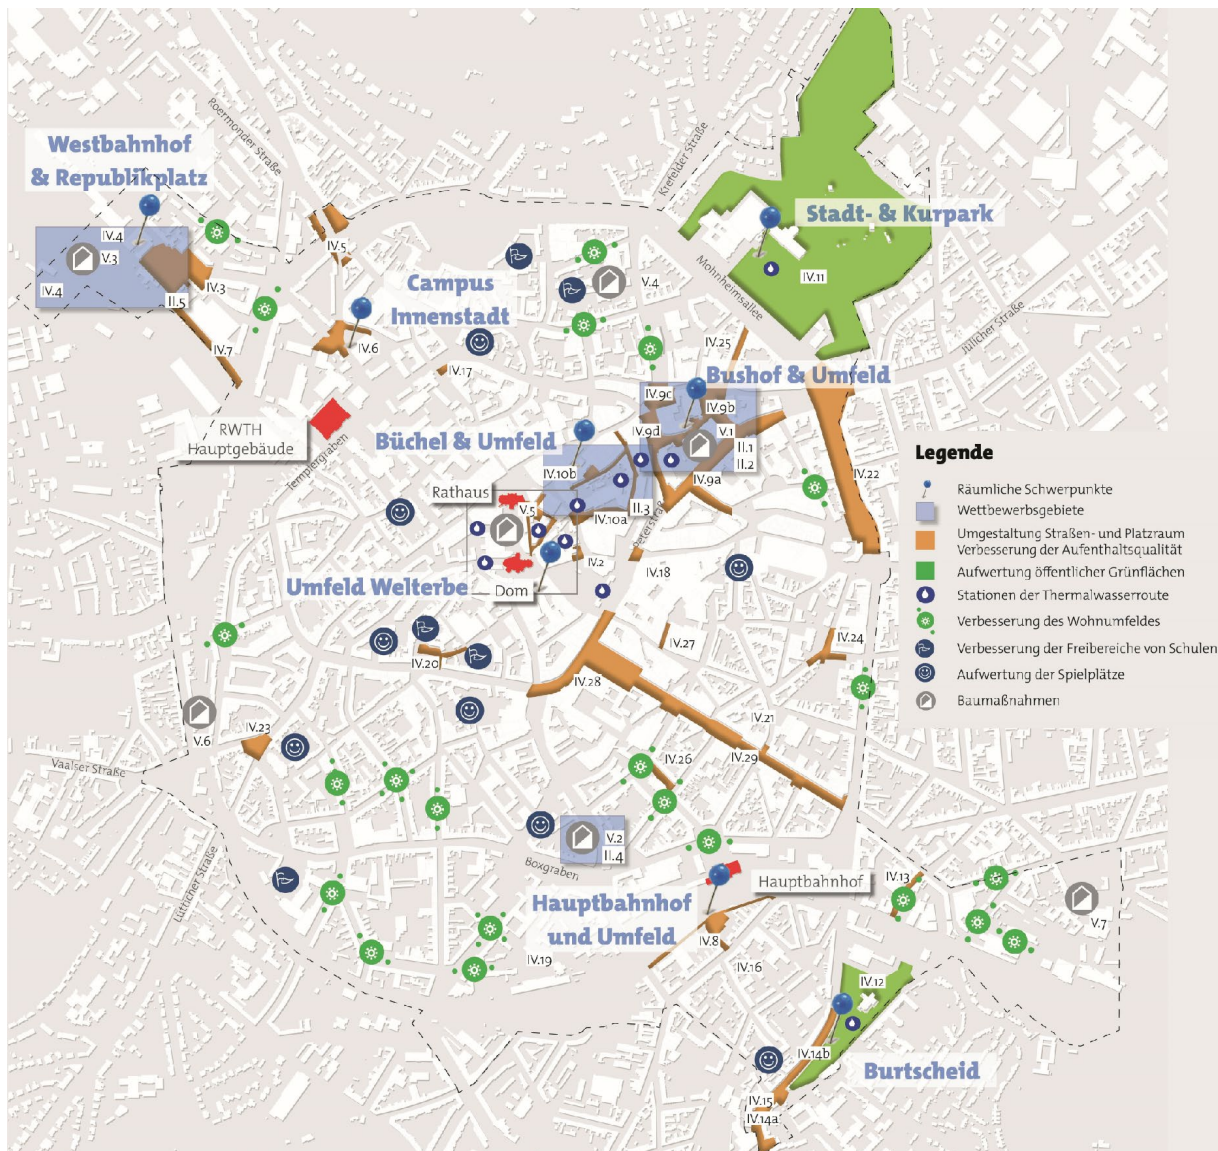 Roermonder Straße
Krefelder Straße
Westbahnhof
& Republikplatz
Stadt- & Kurpark
IV.4
V.3
IV.4
II.5
IV.3
IV.5
IV.7
Campus
Innenstadt
IV.6
IV.17
V.4
Monheimsallee
IV.11
Jülicher Straße
IV.25
Bushof & Umfeld
IV.9c
IV.9b
IV.9d
V.1
II.1
II.2
IV.9a
IV.22
RWTH
Hauptgebäude
Templergraben
Büchel & Umfeld
IV.10b
II.3
IV.10a
Peterstraße
Rathaus
V.5
IV.2
Dom
Umfeld Welterbe
IV.18
IV.27
IV.24
IV.20
IV.28
IV.21
IV.29
IV.26
V.6
IV.23
Vaalser Straße
Lütticher Straße
V.2
II.4
Boxgraben
Hauptbahnhof
Hauptbahnhof
und Umfeld
IV.8
IV.19
IV.16
IV.13
V.7
IV.12
IV.14b
Burtscheid
IV.15
IV.14a
Legende
Räumliche Schwerpunkte
Wettbewerbsgebiete
Umgestaltung Straßen- und Platzraum
Verbesserung der Aufenthaltsqualität
Aufwertung öffentlicher Grünflächen
Stationen der Thermalwasserroute
Verbesserung des Wohnumfeldes
Verbesserung der Freibereiche von Schulen
Aufwertung der Spielplätze
Baumaßnahmen